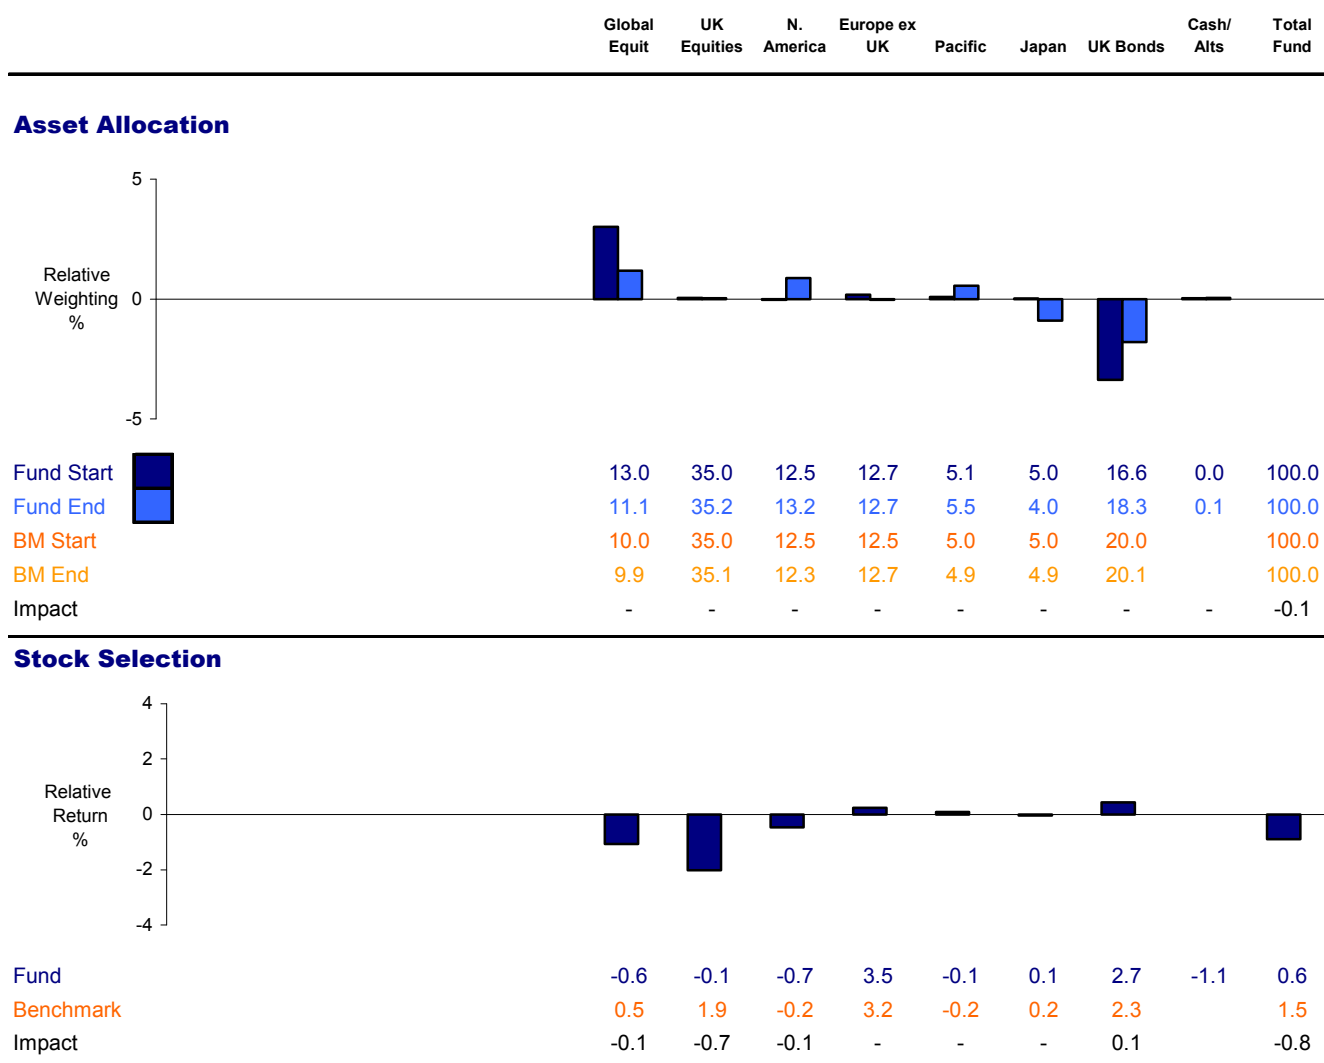 Global UK N. Europe ex Cash/ Total
Equit Equities America UK Pacific Japan UK Bonds Alts Fund
Asset Allocation
5
Relative
Weighting 0
%
-5
Fund Start 13.0 35.0 12.5 12.7 5.1 5.0 16.6 0.0 100.0
Fund End 11.1 35.2 13.2 12.7 5.5 4.0 18.3 0.1 100.0
BM Start 10.0 35.0 12.5 12.5 5.0 5.0 20.0 100.0
BM End 9.9 35.1 12.3 12.7 4.9 4.9 20.1 100.0
Impact - - - - - - - - -0.1
Stock Selection
4
2
Relative
Return 0
%
-2
-4
Fund -0.6 -0.1 -0.7 3.5 -0.1 0.1 2.7 -1.1 0.6
Benchmark 0.5 1.9 -0.2 3.2 -0.2 0.2 2.3 1.5
Impact -0.1 -0.7 -0.1 - - - 0.1 -0.8